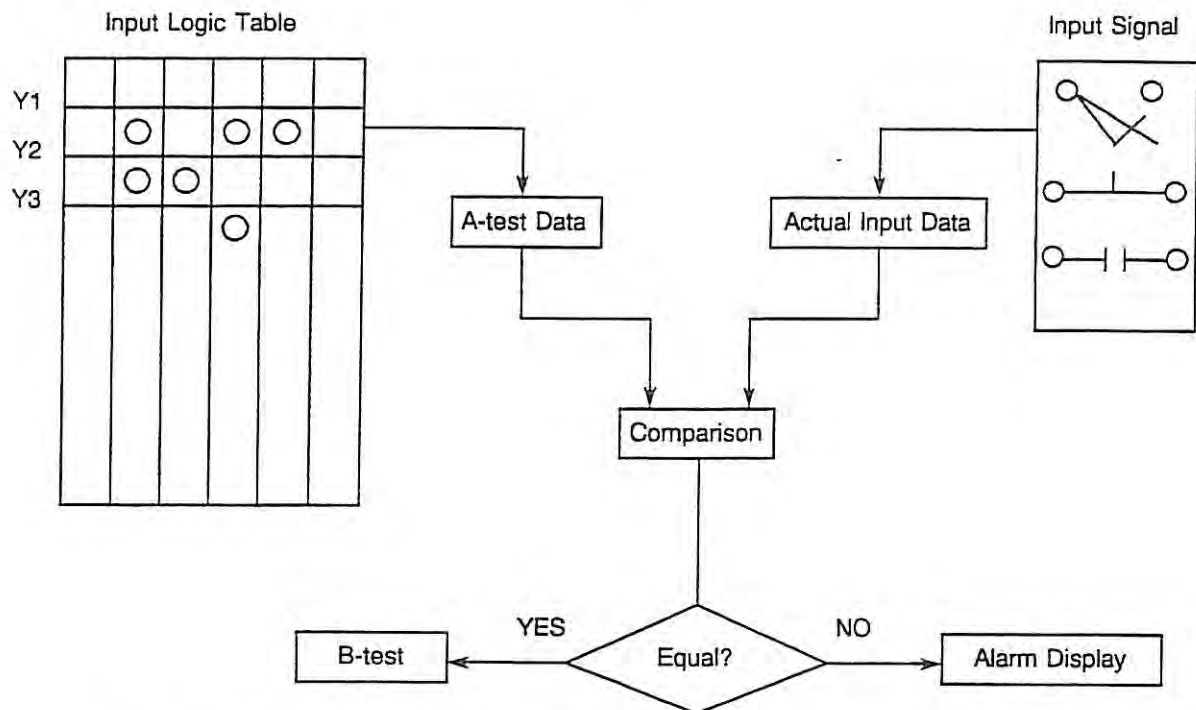 Input Logic Table
Input Signal
Y1
Y2
Y3
A-test Data
Actual Input Data
Comparison
YES
NO
B-test
Equal?
Alarm Display